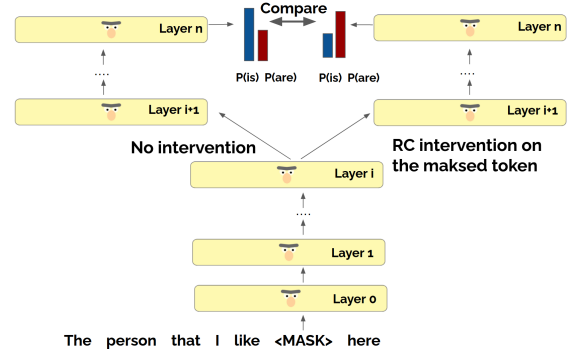 Compare
Layer n
Layer n
P(is) P(are)
P(is) P(are)
....
....
Layer i+1
Layer i+1
No intervention
RC intervention on
the maksed token
Layer i
....
Layer 1
Layer 0
The person that I like <MASK> here